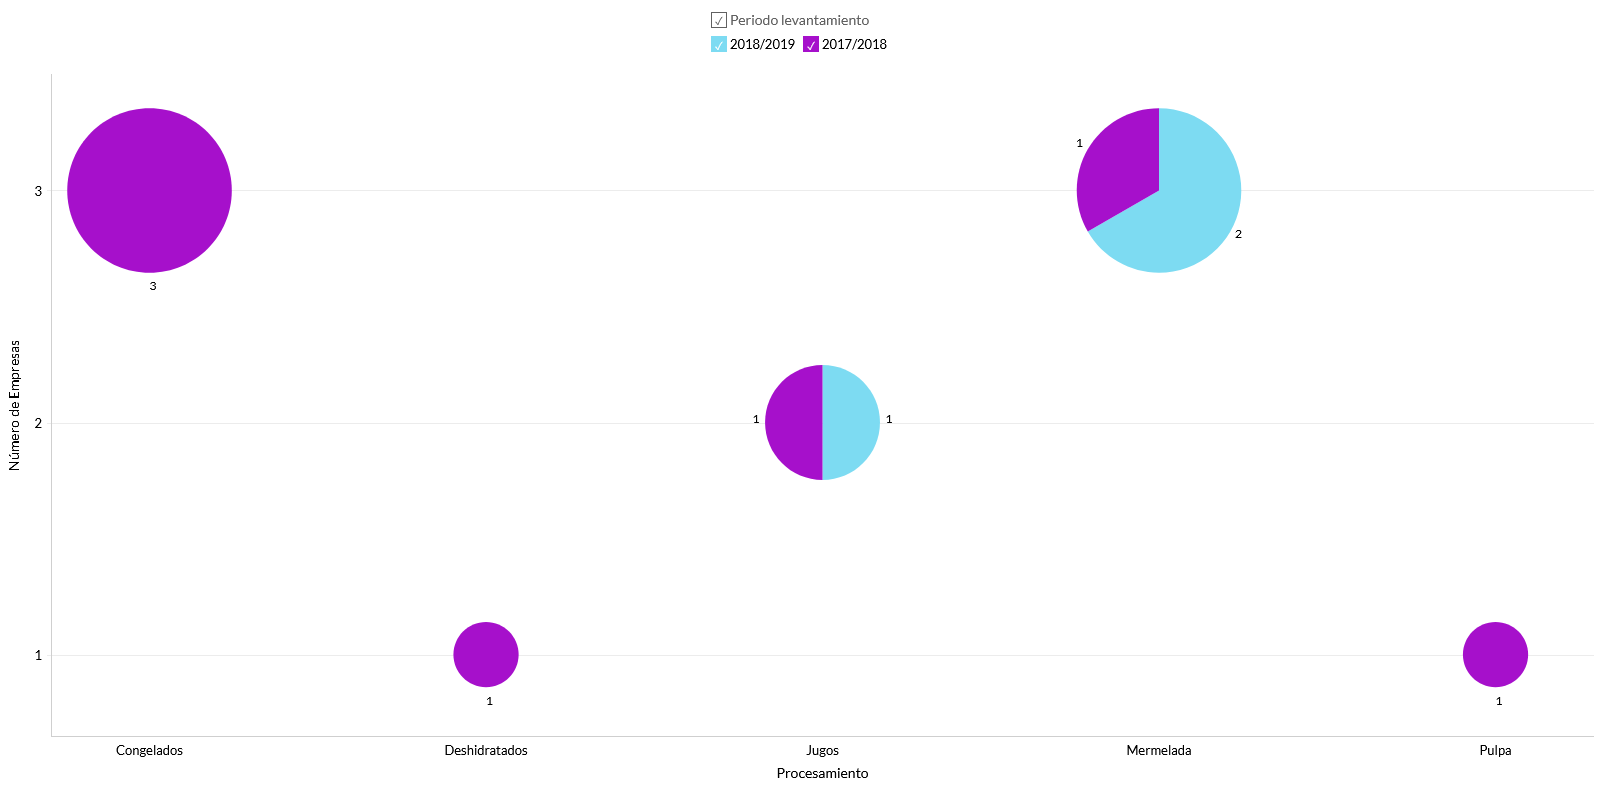 Periodo levantamiento
2018/2019 2017/2018
3
2
1
Número de Empresas
3
1
1
1
1
2
1
Congelados Deshidratados Jugos Mermelada Pulpa
Procesamiento